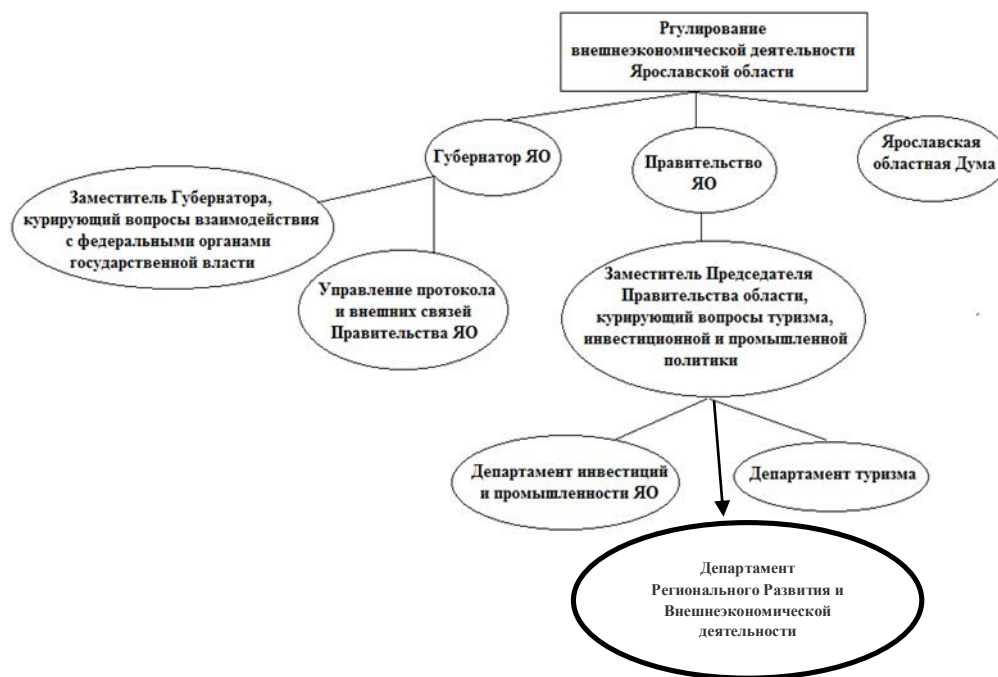 Ргулирование
внешнеэкономической деятельности
Ярославской области
Губернатор ЯО
Правительство
ЯО
Ярославская
областная Дума
Заместитель Губернатора,
курирующий вопросы взаимодействия
с федеральными органами
государственной власти
Управление протокола
и внешних связей
Правительства ЯО
Заместитель Председателя
Правительства области,
курирующий вопросы туризма,
инвестиционной и промышленной
политики
Департамент инвестиций
и промышленности ЯО
Департамент туризма
Департамент
Регионального Развития и
Внешнеэкономической
деятельности